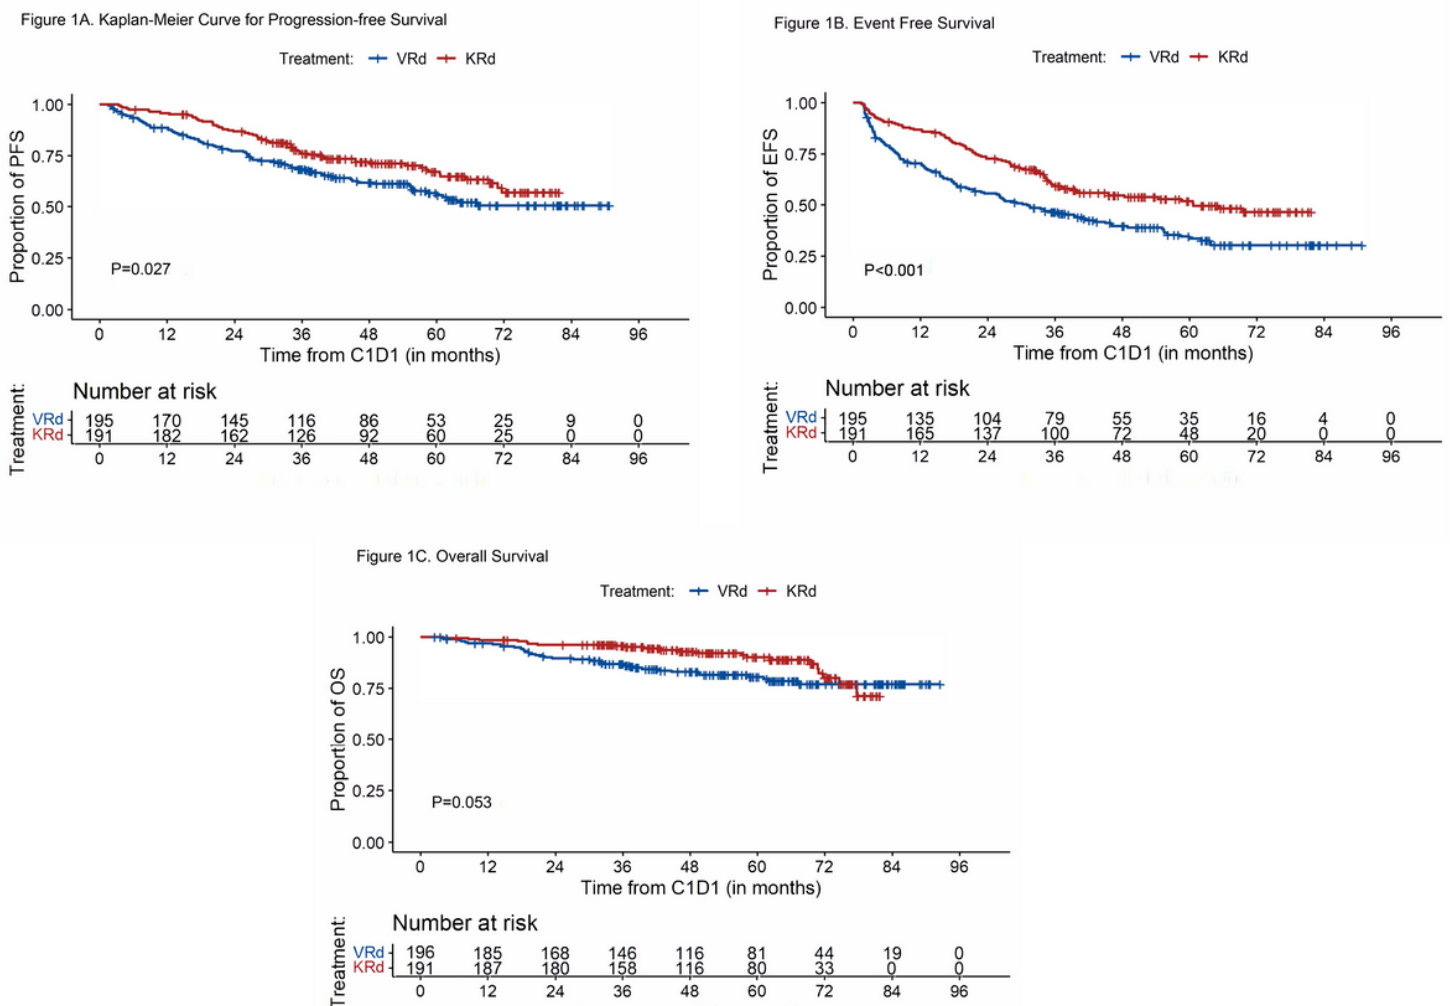 Figure 1A. Kaplan-Meier Curve for Progression-free Survival
Treatment: VRd KRd
Proportion of PFS
1.00
0.75
0.50
0.25
0.00
P=0.027
0 12 24 36 48 60 72 84 96
Time from C1D1 (in months)
Number at risk
Treatment:
VRd 195 170 145 116 86 53 25 9 0
KRd 191 182 162 126 92 60 25 0 0
0 12 24 36 48 60 72 84 96
Figure 1B. Event Free Survival
Treatment: VRd KRd
Proportion of EFS
1.00
0.75
0.50
0.25
0.00
P<0.001
0 12 24 36 48 60 72 84 96
Time from C1D1 (in months)
Number at risk
Treatment:
VRd 195 135 104 79 55 35 16 4 0
KRd 191 165 137 100 72 48 20 0 0
0 12 24 36 48 60 72 84 96
Figure 1C. Overall Survival
Treatment: VRd KRd
Proportion of OS
1.00
0.75
0.50
0.25
0.00
P=0.053
0 12 24 36 48 60 72 84 96
Time from C1D1 (in months)
Number at risk
Treatment:
VRd 196 185 168 146 116 81 44 19 0
KRd 191 187 180 158 116 80 33 0 0
0 12 24 36 48 60 72 84 96